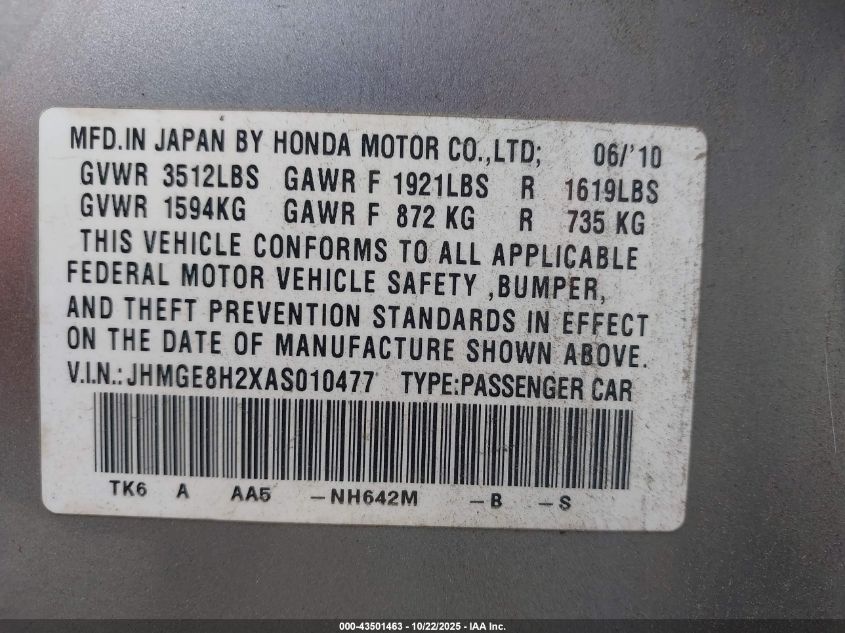 MFD.IN JAPAN BY HONDA MOTOR CO.,LTD; 06/'10
GVWR 3512LBS GAWR F 1921LBS R 1619LBS
GVWR 1594KG GAWR F 872 KG R 735 KG
THIS VEHICLE CONFORMS TO ALL APPLICABLE
FEDERAL MOTOR VEHICLE SAFETY ,BUMPER,
AND THEFT PREVENTION STANDARDS IN EFFECT
ON THE DATE OF MANUFACTURE SHOWN ABOVE.
V.I.N.:JHMGE8H2XAS010477 TYPE:PASSENGER CAR
TK6 A AA5 -NH642M -B -S
000-43501463 - 10/22/2025 - IAA Inc.